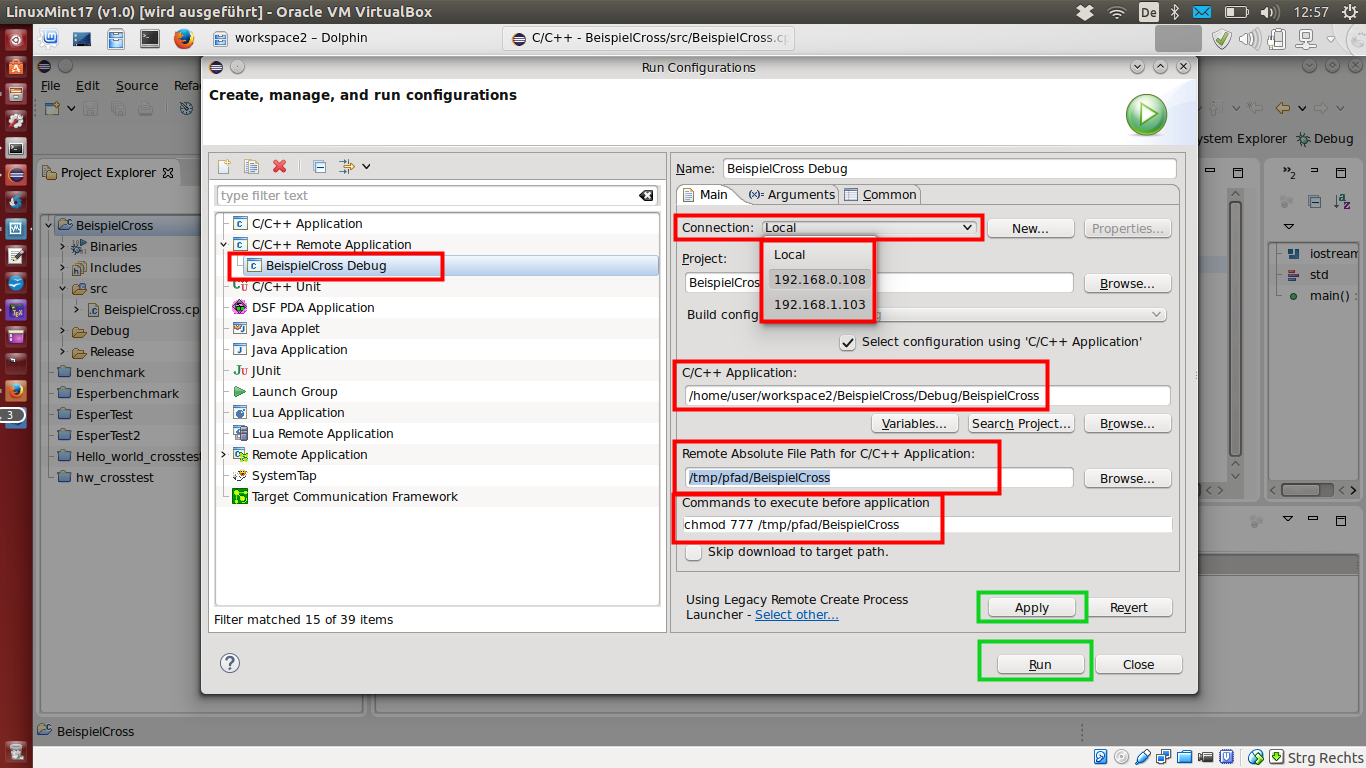 LinuxMint17 (v1.0) [wird ausgeführt] - Oracle VM VirtualBox
De
12:57
workspace2 – Dolphin
C/C++ - BeispielCross/src/BeispielCross.cp
Run Configurations
File Edit Source Refa
Create, manage, and run configurations
ystem Explorer
Debug
Project Explorer
type filter text
Name: BeispielCross Debug
Main
Arguments
Common
BeispielCross
Binaries
Includes
src
BeispielCross.cp
Debug
Release
benchmark
Esperbenchmark
EsperTest
EsperTest2
Hello_world_crosstest
hw_crosstest
3
C/C++ Application
C/C++ Remote Application
BeispielCross Debug
C/C++ Unit
DSF PDA Application
Java Applet
Java Application
JUnit
Launch Group
Lua Application
Lua Remote Application
Remote Application
SystemTap
Target Communication Framework
Filter matched 15 of 39 items
Connection: Local
New...
Properties...
Local
192.168.0.108
192.168.1.103
Project:
BeispielCros
Browse...
Build config
Select configuration using 'C/C++ Application'
C/C++ Application:
/home/user/workspace2/BeispielCross/Debug/BeispielCross
Variables...
Search Project...
Browse...
Remote Absolute File Path for C/C++ Application:
/tmp/pfad/BeispielCross
Browse...
Commands to execute before application
chmod 777 /tmp/pfad/BeispielCross
Skip download to target path.
Using Legacy Remote Create Process
Launcher - Select other...
Apply
Revert
Run
Close
2
iostream
std
main() :
BeispielCross
Strg Rechts